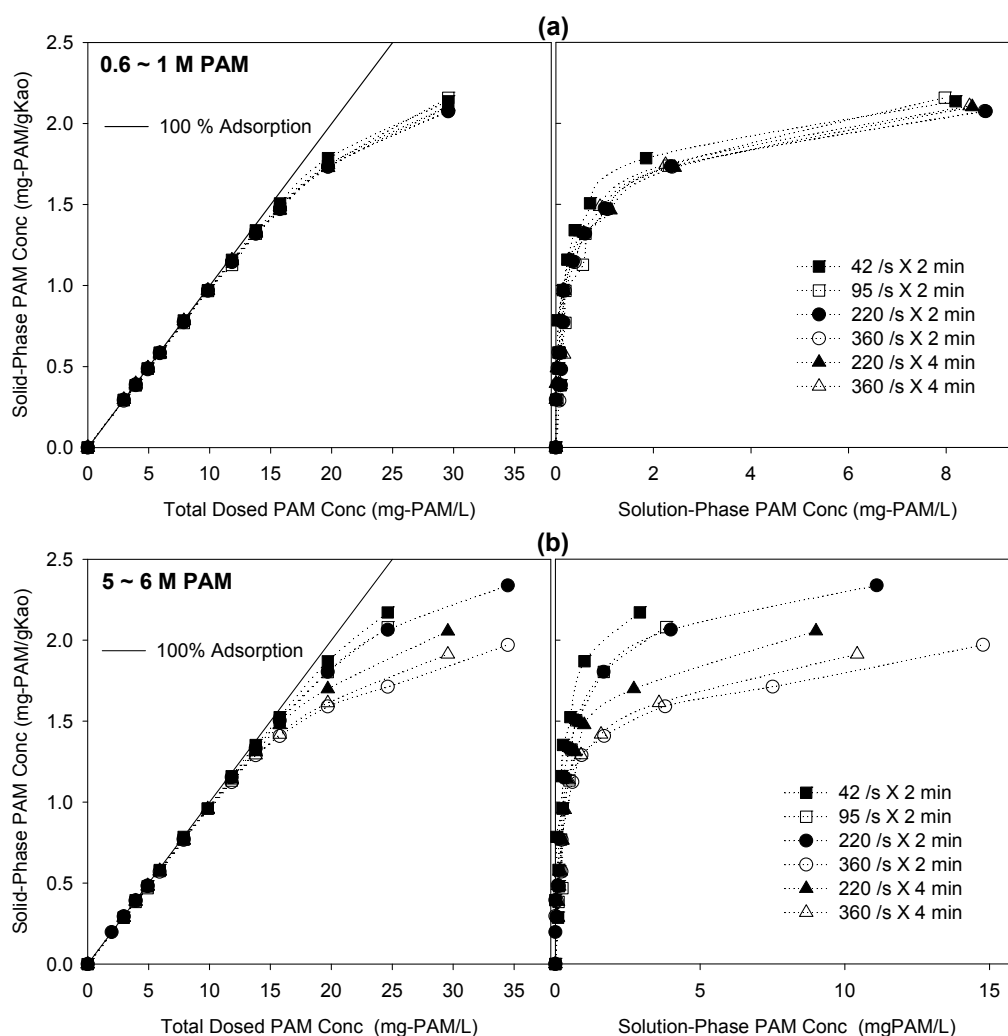 (a)
0.6 ~ 1 M PAM
100 % Adsorption
Solid-Phase PAM Conc (mg-PAM/gKao)
2.5
2.0
1.5
1.0
0.5
0.0
0 5 10 15 20 25 30 35
Total Dosed PAM Conc (mg-PAM/L)
42 /s X 2 min
95 /s X 2 min
220 /s X 2 min
360 /s X 2 min
220 /s X 4 min
360 /s X 4 min
0 2 4 6 8
Solution-Phase PAM Conc (mg-PAM/L)
(b)
5 ~ 6 M PAM
100% Adsorption
Solid-Phase PAM Conc (mg-PAM/gKao)
2.5
2.0
1.5
1.0
0.5
0.0
0 5 10 15 20 25 30 35
Total Dosed PAM Conc (mg-PAM/L)
42 /s X 2 min
95 /s X 2 min
220 /s X 2 min
360 /s X 2 min
220 /s X 4 min
360 /s X 4 min
0 5 10 15
Solution-Phase PAM Conc (mgPAM/L)